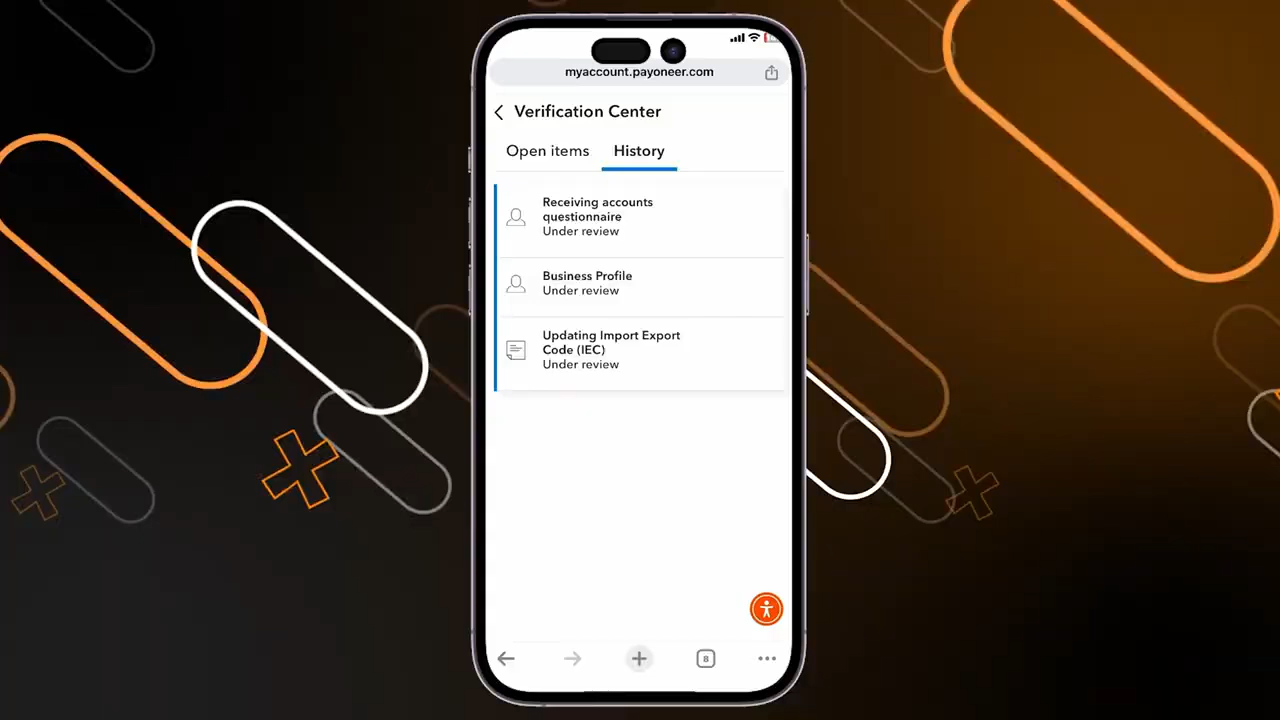 myaccount.payoneer.com
Verification Center
Open items
History
Receiving accounts
questionnaire
Under review
Business Profile
Under review
Updating Import Export
Code (IEC)
Under review
8